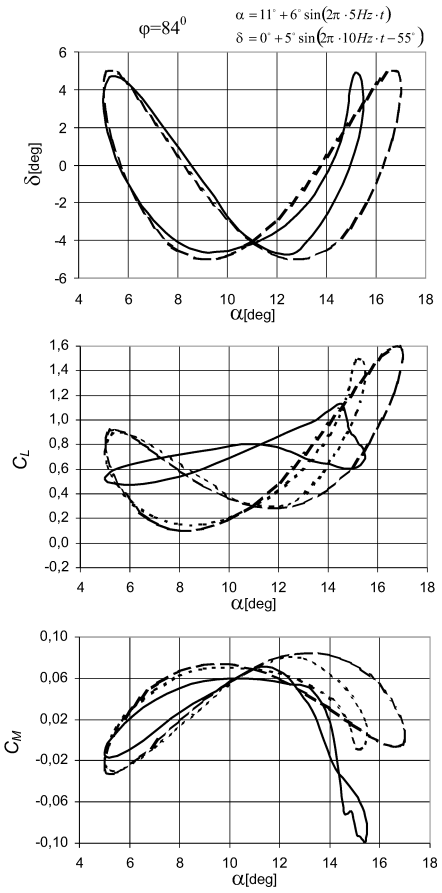 φ=84⁰
α = 11° + 6° sin(2π · 5Hz · t)
δ = 0° + 5° sin(2π · 10Hz · t – 55°)
6
4
2
0
-2
-4
-6
δ[deg]
4 6 8 10 12 14 16 18
α[deg]
1,6
1,4
1,2
1,0
0,8
0,6
0,4
0,2
0,0
-0,2
C_L
4 6 8 10 12 14 16 18
α[deg]
0,10
0,06
0,02
-0,02
-0,06
-0,10
C_M
4 6 8 10 12 14 16 18
α[deg]